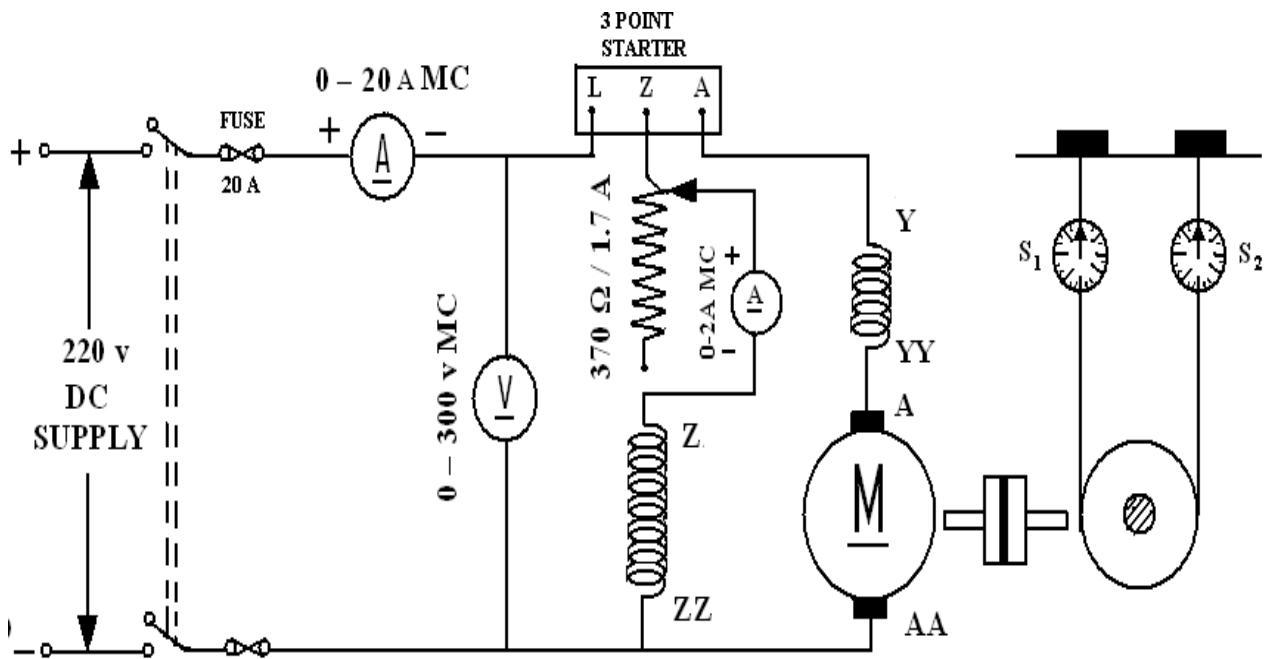 3 POINT
STARTER
0 – 20 A MC
L Z A
FUSE
+ –
+
A
20 A
370 Ω / 1.7 A
Y
S1
S2
+
A
0-2A MC
–
YY
220 v
DC
SUPPLY
0 – 300 v MC
V
A
Z.
M
ZZ
AA
–